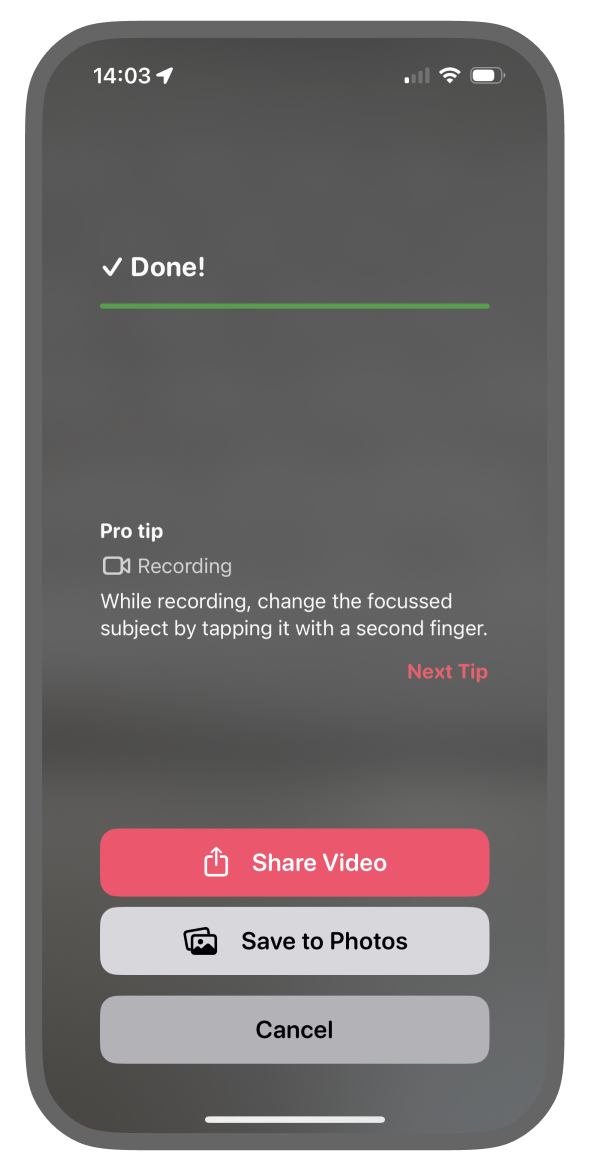 14:03
Done!
Pro tip
Recording
While recording, change the focussed
subject by tapping it with a second finger.
Next Tip
Share Video
Save to Photos
Cancel